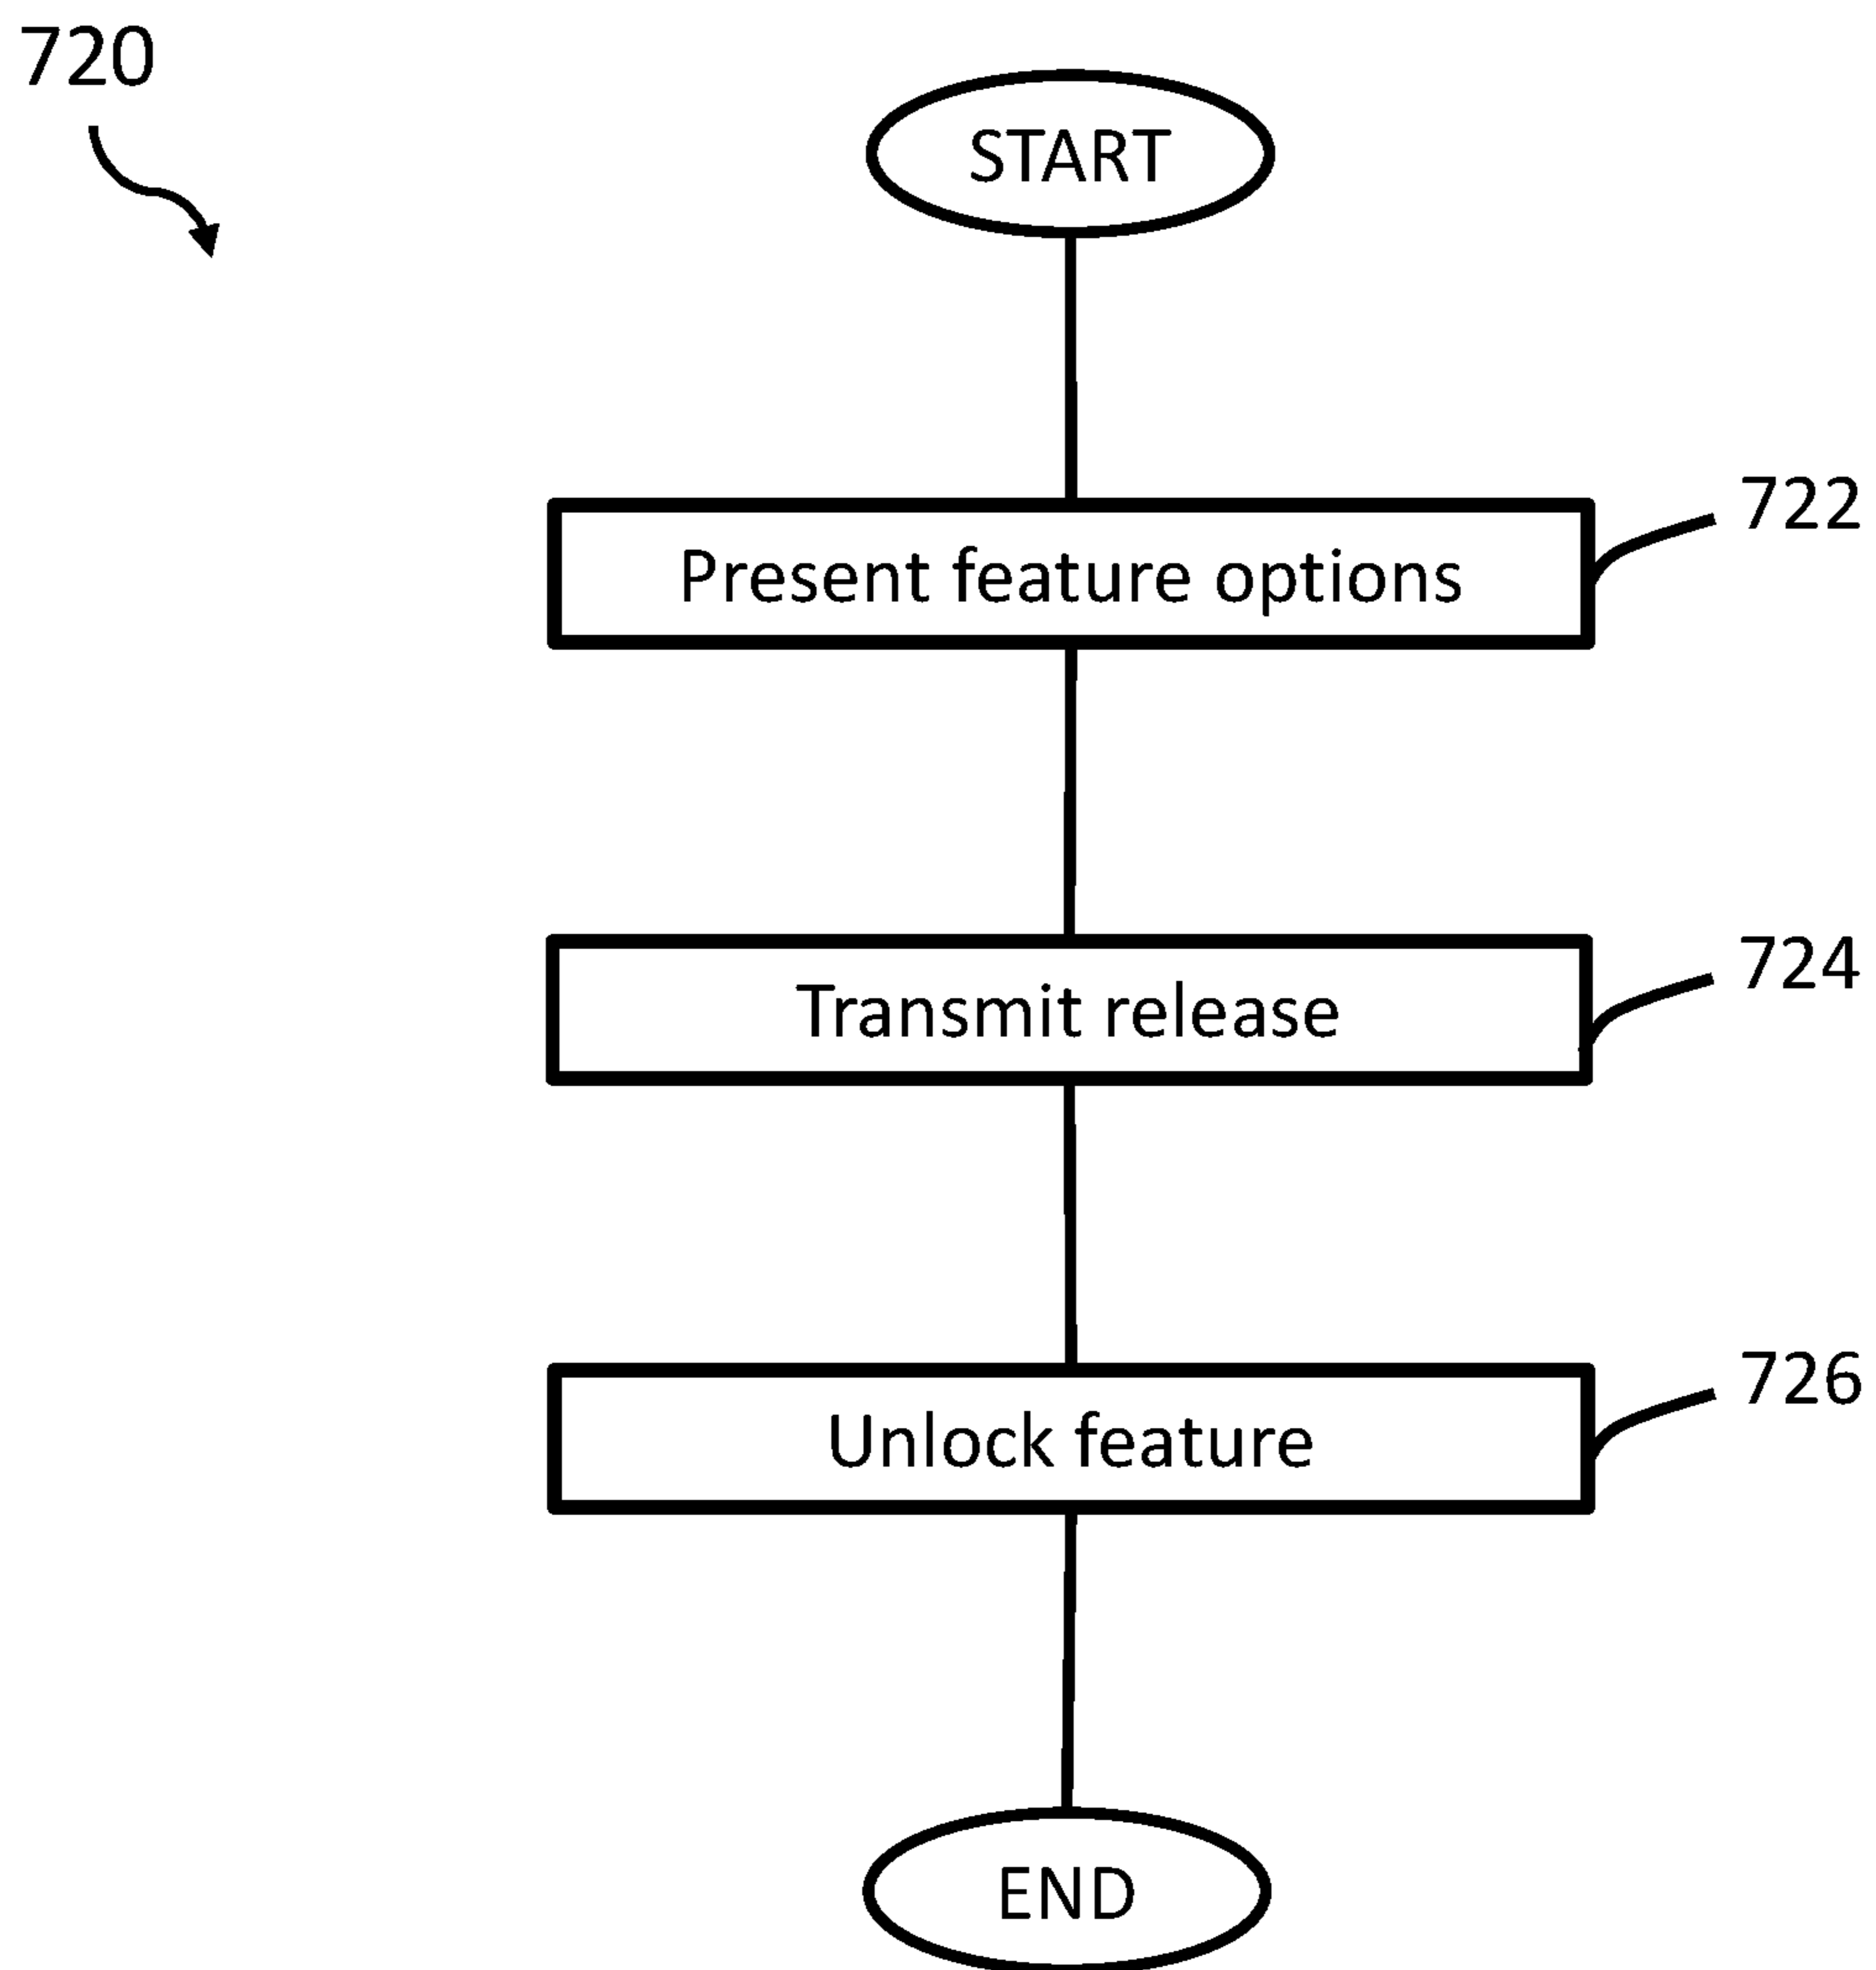 720
START
722
Present feature options
724
Transmit release
726
Unlock feature
END